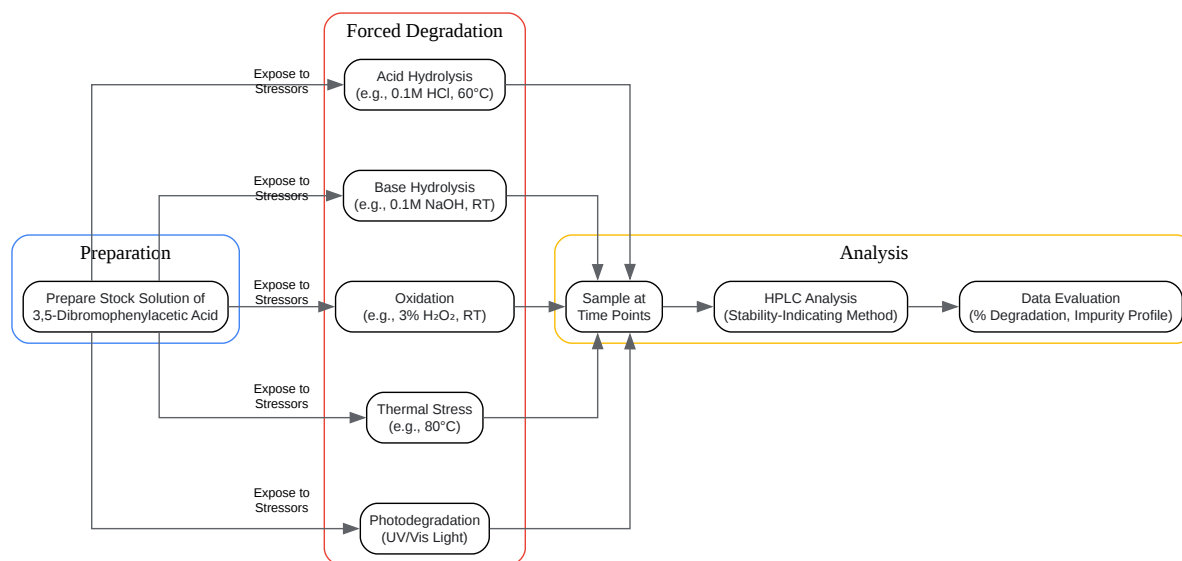 Forced Degradation
Expose to
Stressors
Acid Hydrolysis
(e.g., 0.1M HCl, 60°C)
Expose to
Stressors
Base Hydrolysis
(e.g., 0.1M NaOH, RT)
Preparation
Prepare Stock Solution of
3,5-Dibromophenylacetic Acid
Expose to
Stressors
Oxidation
(e.g., 3% H₂O₂, RT)
Analysis
Sample at
Time Points
HPLC Analysis
(Stability-Indicating Method)
Data Evaluation
(% Degradation, Impurity Profile)
Expose to
Stressors
Thermal Stress
(e.g., 80°C)
Expose to
Stressors
Photodegradation
(UV/Vis Light)